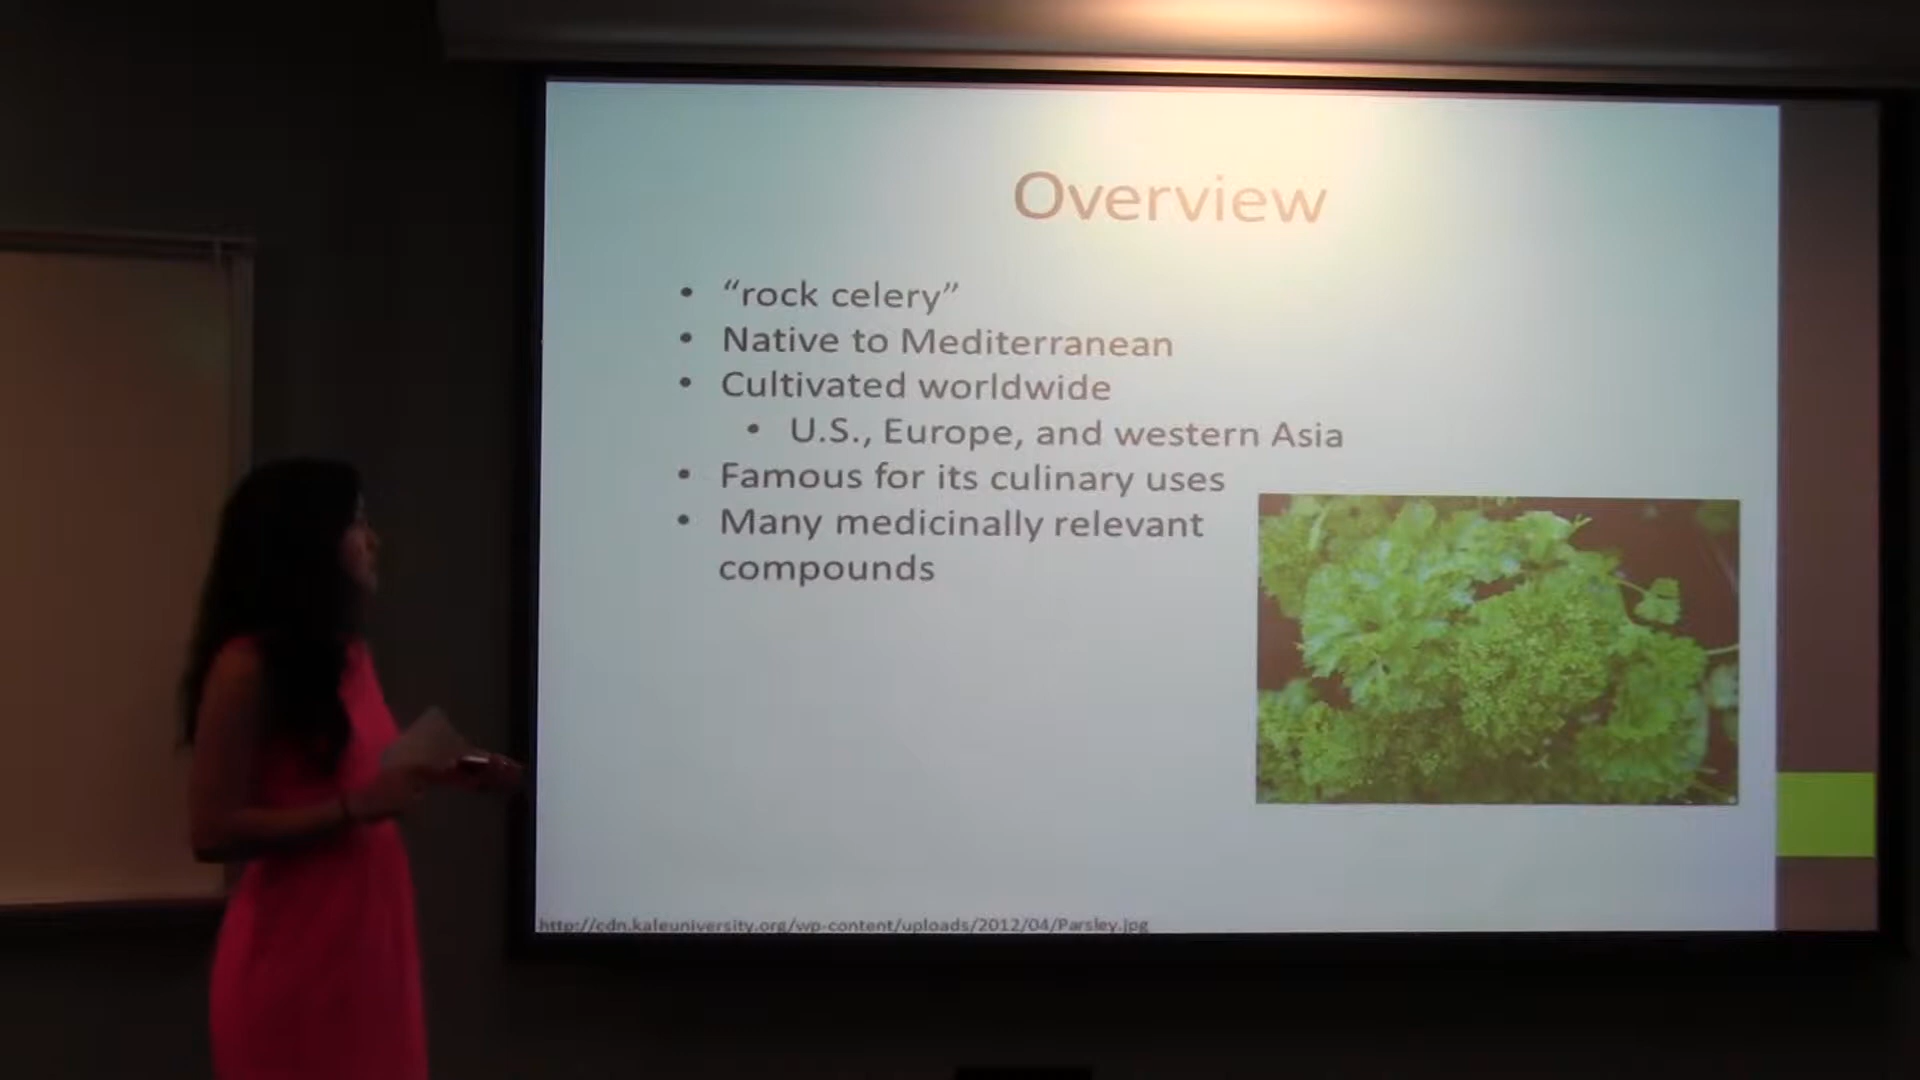 Overview
• “rock celery”
• Native to Mediterranean
• Cultivated worldwide
• U.S., Europe, and western Asia
• Famous for its culinary uses
• Many medicinally relevant
compounds
http://cdn.kaleuniversity.org/wp-content/uploads/2012/04/Parsley.jpg